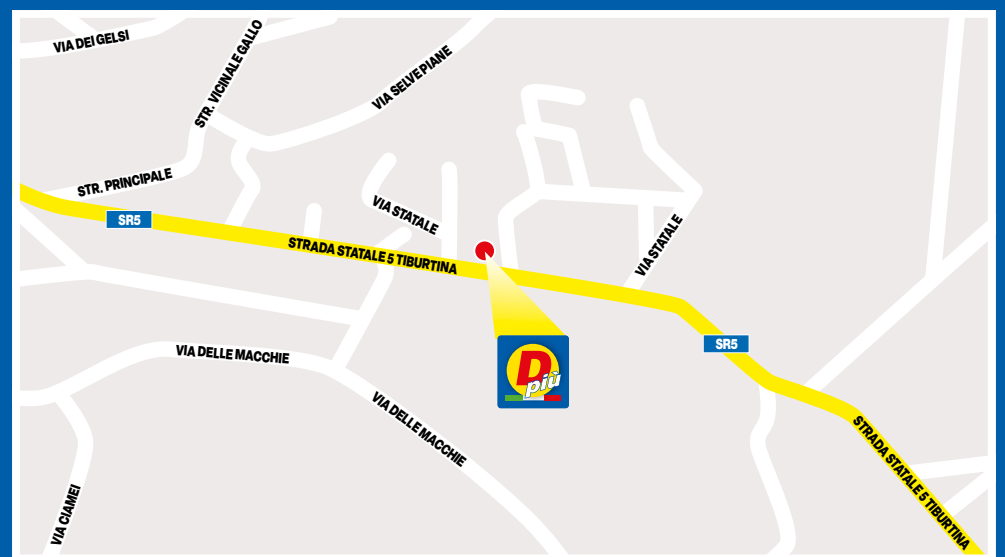 VIA DEI GELSI
STR. VICINALE GALLO
VIA SELVEPIANE
STR. PRINCIPALE
SR5
VIA STATALE
STRADA STATALE 5 TIBURTINA
VIA STATALE
SR5
VIA DELLE MACCHIE
D
più
VIA DELLE MACCHIE
STRADA STATALE 5 TIBURTINA
VIA CIAMEI